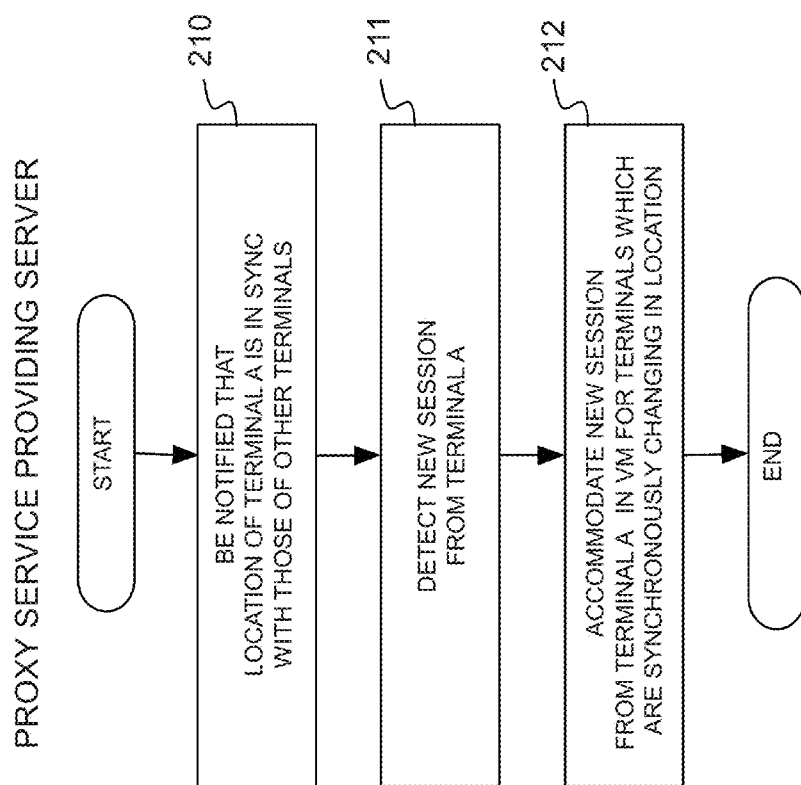 PROXY SERVICE PROVIDING SERVER
START
210
BE NOTIFIED THAT
LOCATION OF TERMINAL A IS IN SYNC
WITH THOSE OF OTHER TERMINALS
211
DETECT NEW SESSION
FROM TERMINAL A
212
ACCOMMODATE NEW SESSION
FROM TERMINAL A IN VM FOR TERMINALS WHICH
ARE SYNCHRONOUSLY CHANGING IN LOCATION
END